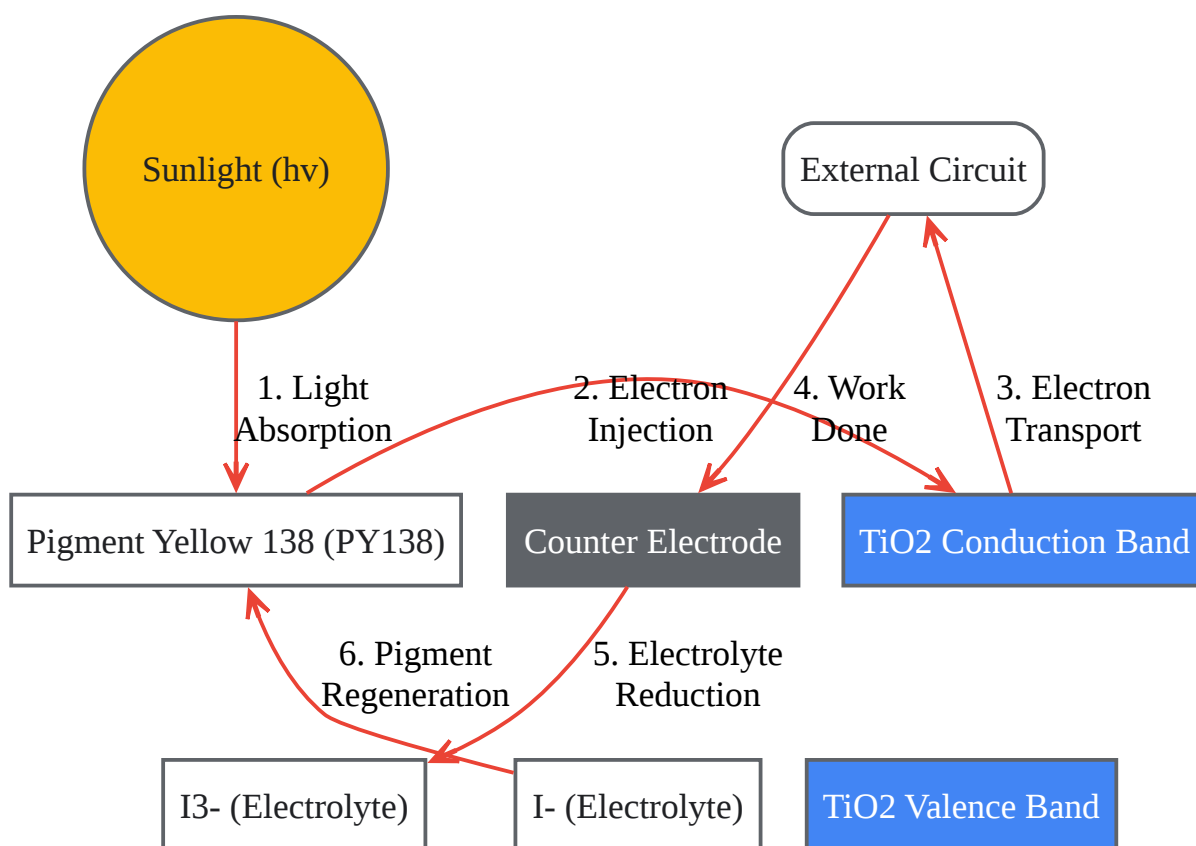 Sunlight (hv)
External Circuit
1. Light
Absorption
2. Electron
Injection
4. Work
Done
3. Electron
Transport
Pigment Yellow 138 (PY138)
Counter Electrode
TiO2 Conduction Band
6. Pigment
Regeneration
5. Electrolyte
Reduction
I3- (Electrolyte)
I- (Electrolyte)
TiO2 Valence Band